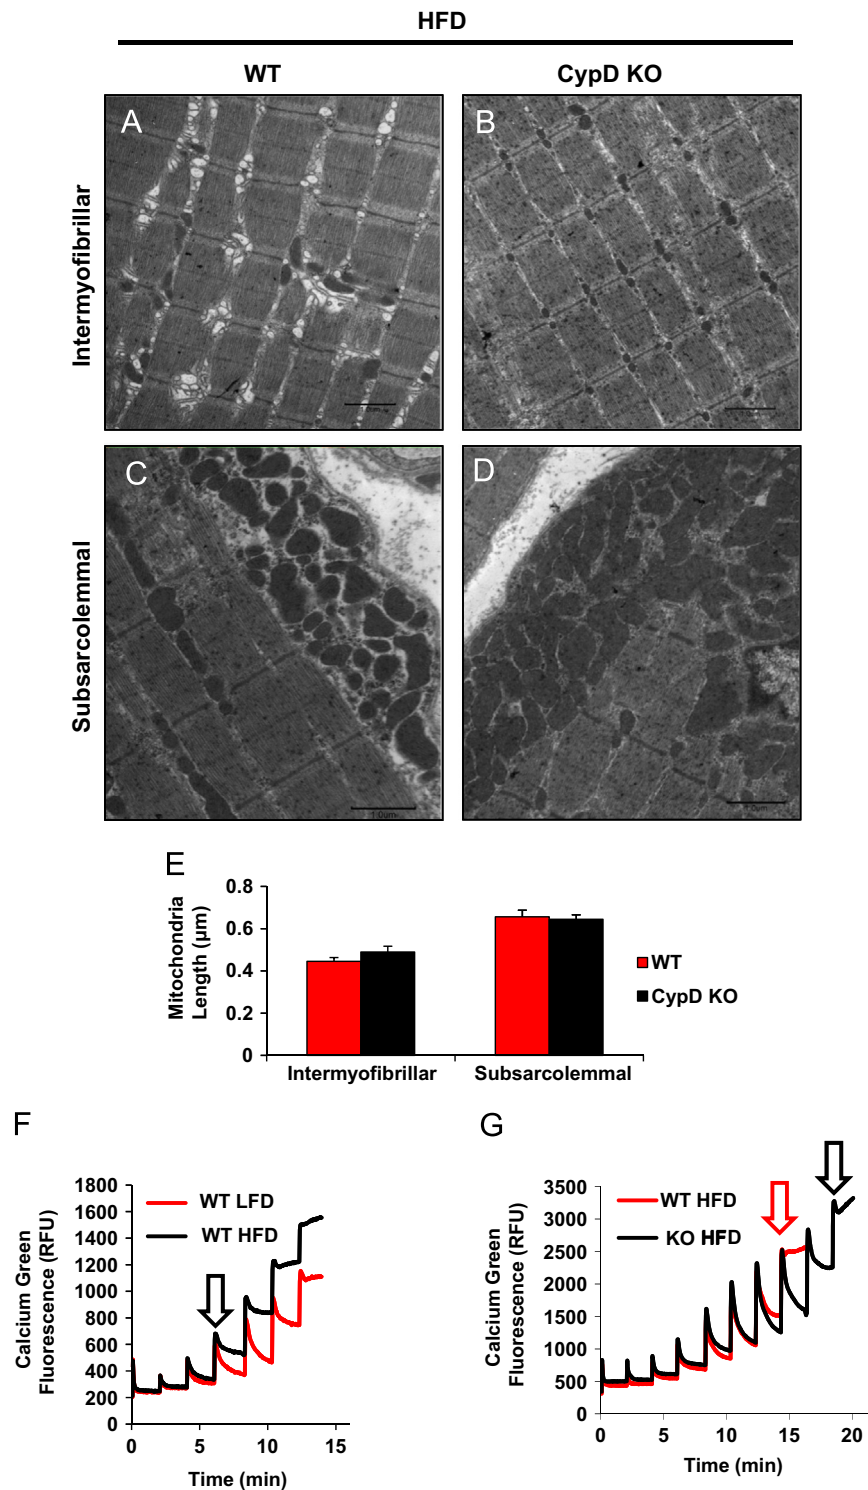 HFD
WT CypD KO
A B
Intermyofibrillar
C D
Subsarcolemmal
1.0um
E
Mitochondria
Length (µm)
0.8
0.6
0.4
0.2
0
Intermyofibrillar Subsarcolemmal
WT
CypD KO
F
Calcium Green
Fluorescence (RFU)
1800
1600
1400
1200
1000
800
600
400
200
0
WT LFD
WT HFD
0 5 10 15
Time (min)
G
Calcium Green
Fluorescence (RFU)
3500
3000
2500
2000
1500
1000
500
0
WT HFD
KO HFD
0 5 10 15 20
Time (min)